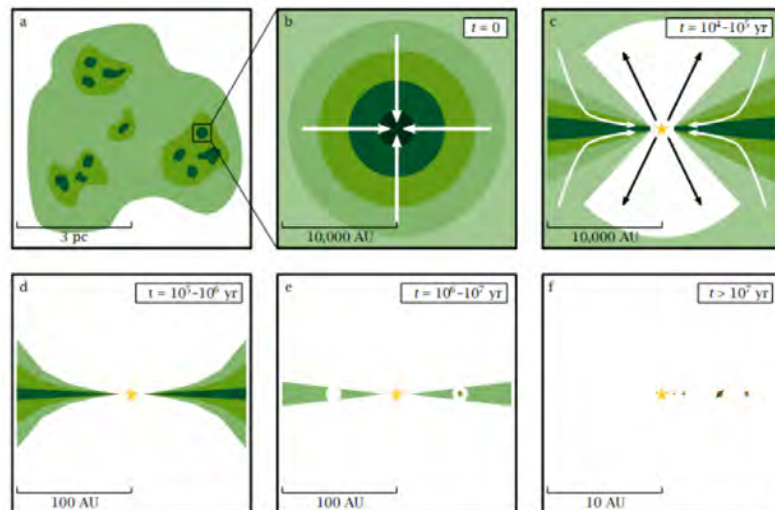 a
3 pc
b
t = 0
10,000 AU
c
t = 10⁴–10⁵ yr
10,000 AU
d
t = 10⁵–10⁶ yr
100 AU
e
t = 10⁶–10⁷ yr
100 AU
f
t > 10⁷ yr
10 AU